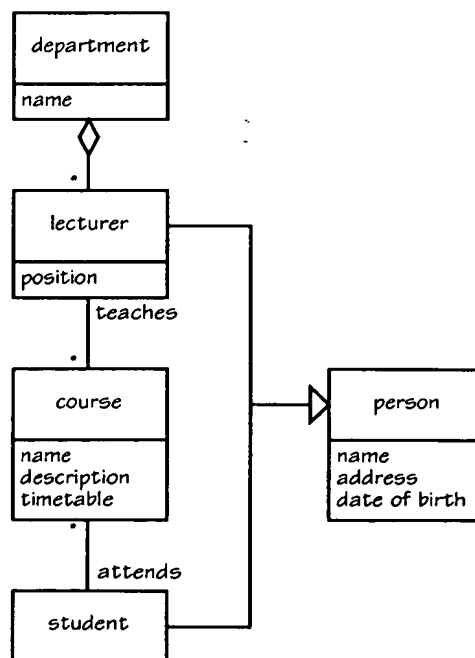 department
name
*
lecturer
position
teaches
*
course
name
description
timetable
*
attends
student
person
name
address
date of birth